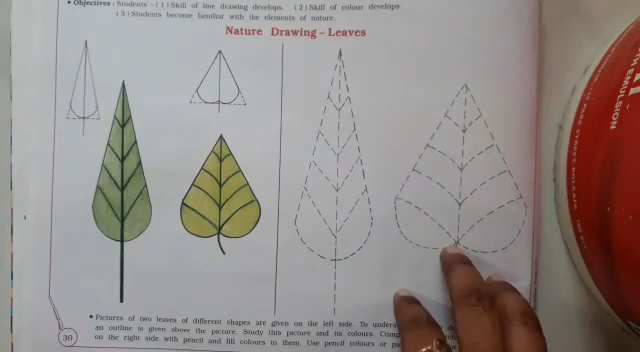 • Objectives : Students – ( 1 ) Skill of line drawing develops. ( 2 ) Skill of colour develops.
( 3 ) Students become familiar with the elements of nature.
Nature Drawing – Leaves
• Pictures of two leaves of different shapes are given on the left side. To unders
an outline is given above the picture. Study this picture and its colours. Comp
on the right side with pencil and fill colours in them. Use pencil colours or pa
30
EMULSION